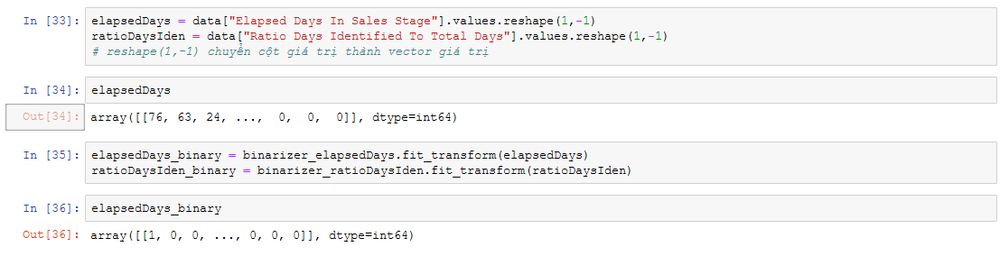 In [33]: elapsedDays = data["Elapsed Days In Sales Stage"].values.reshape(1,-1)
ratioDaysIden = data["Ratio Days Identified To Total Days"].values.reshape(1,-1)
# reshape(1,-1) chuyển cột giá trị thành vector giá trị
In [34]: elapsedDays
Out[34]: array([[76, 63, 24, ...,  0,  0,  0]], dtype=int64)
In [35]: elapsedDays_binary = binarizer_elapsedDays.fit_transform(elapsedDays)
ratioDaysIden_binary = binarizer_ratioDaysIden.fit_transform(ratioDaysIden)
In [36]: elapsedDays_binary
Out[36]: array([[1, 0, 0, ..., 0, 0, 0]], dtype=int64)